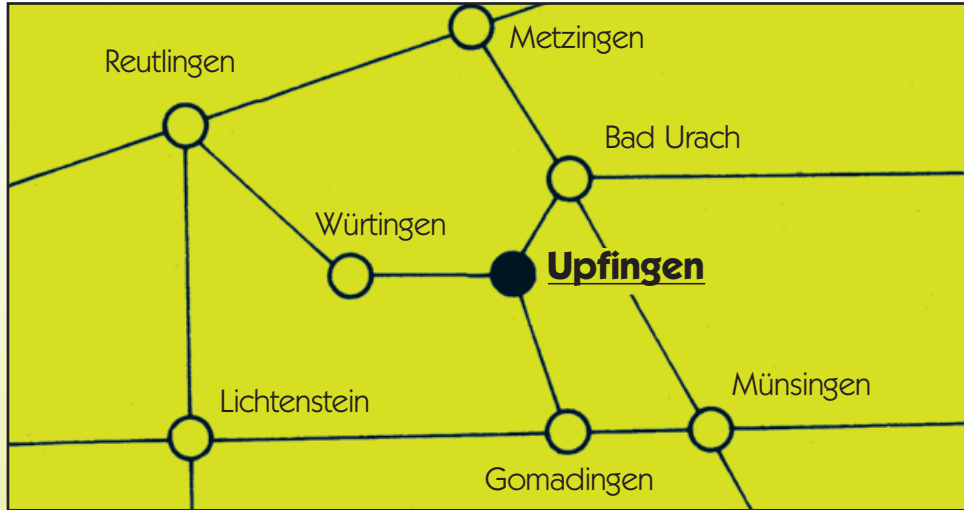 Metzingen
Reutlingen
Bad Urach
Würtingen
Upfingen
Münsingen
Lichtenstein
Gomadingen